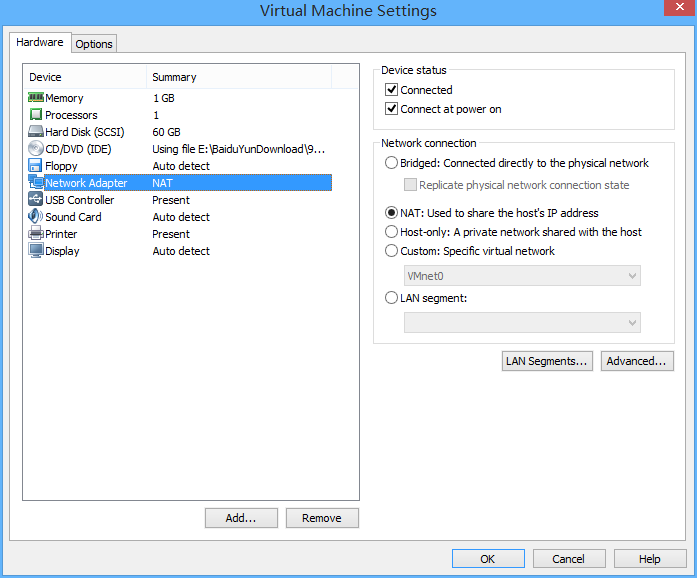 Virtual Machine Settings
Hardware
Options
Device Summary
Memory 1 GB
Processors 1
Hard Disk (SCSI) 60 GB
CD/DVD (IDE) Using file E:\BaiduYunDownload\9...
Floppy Auto detect
Network Adapter NAT
USB Controller Present
Sound Card Auto detect
Printer Present
Display Auto detect
Add...
Remove
Device status
Connected
Connect at power on
Network connection
Bridged: Connected directly to the physical network
Replicate physical network connection state
NAT: Used to share the host's IP address
Host-only: A private network shared with the host
Custom: Specific virtual network
VMnet0
LAN segment:
LAN Segments...
Advanced...
OK
Cancel
Help